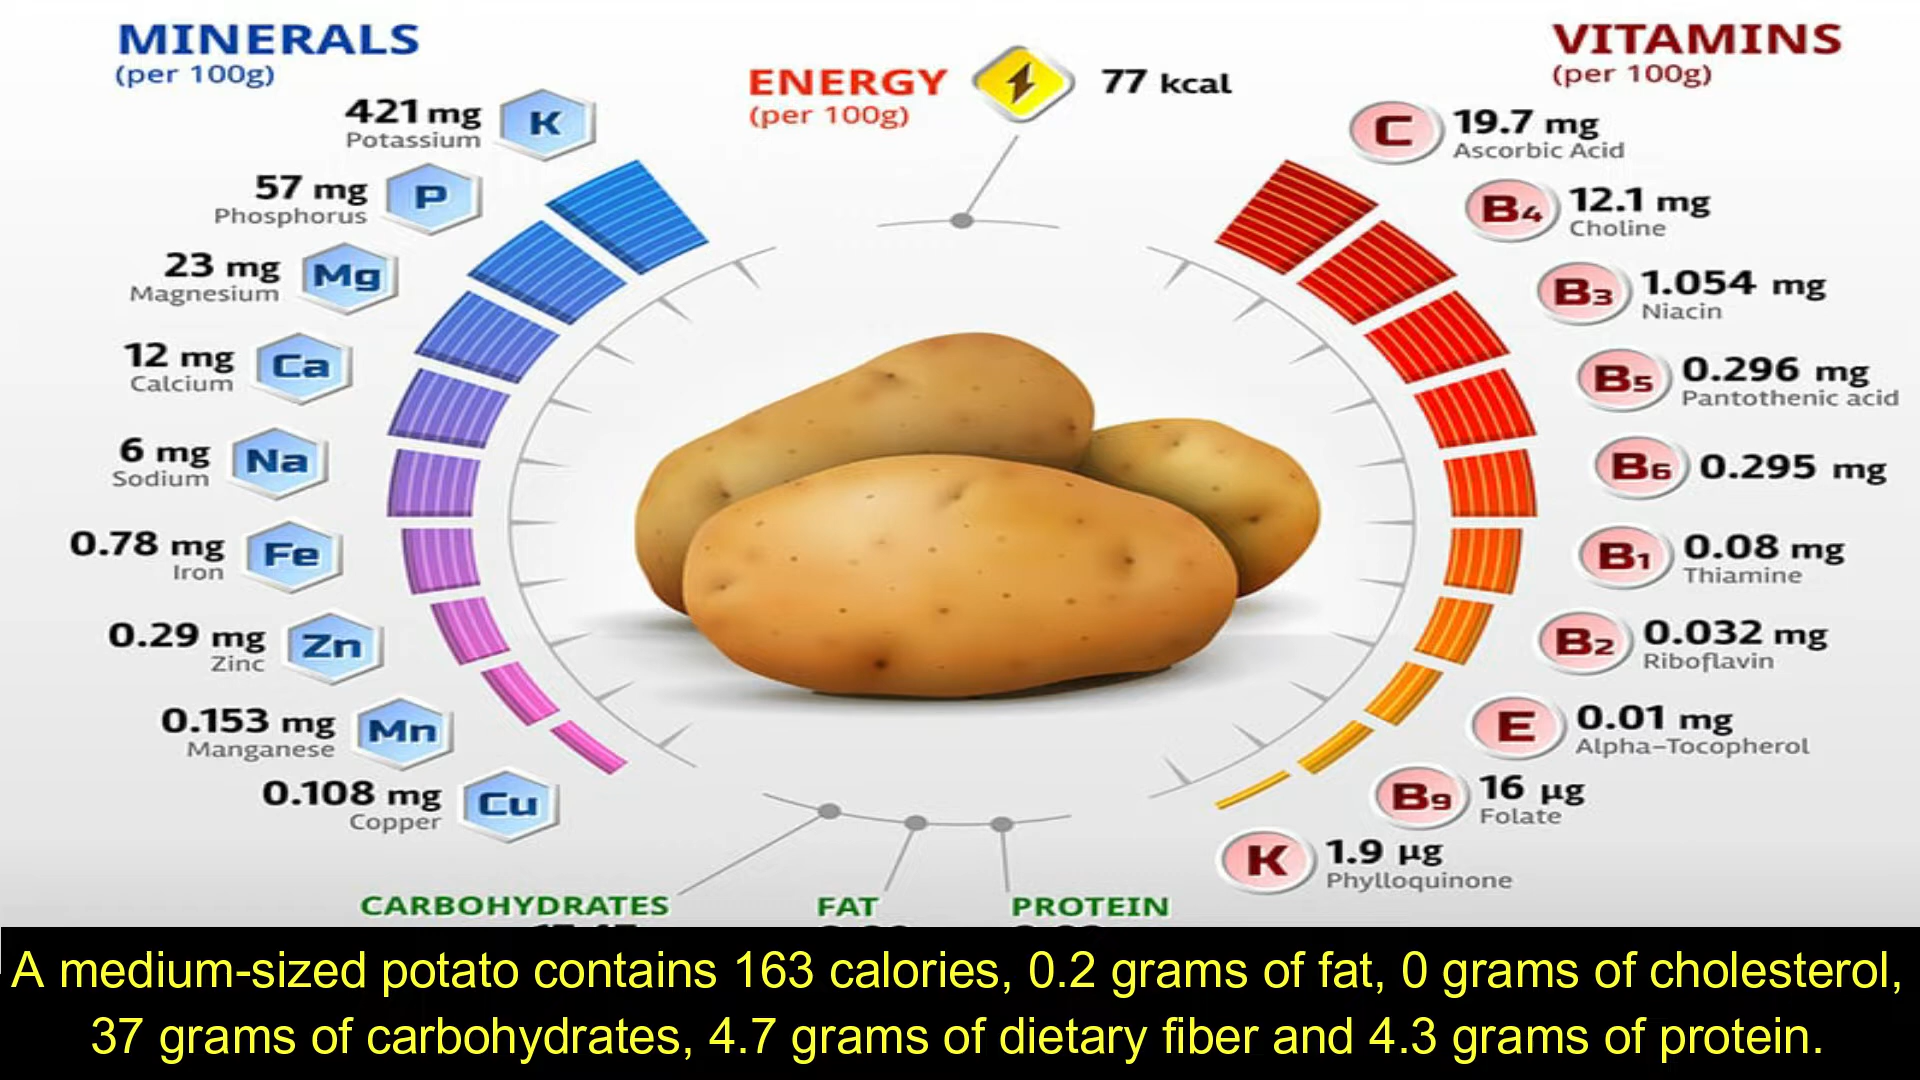 MINERALS
(per 100g)
421 mg
Potassium
K
57 mg
Phosphorus
P
23 mg
Magnesium
Mg
12 mg
Calcium
Ca
6 mg
Sodium
Na
0.78 mg
Iron
Fe
0.29 mg
Zinc
Zn
0.153 mg
Manganese
Mn
0.108 mg
Copper
Cu
ENERGY
(per 100g)
77 kcal
VITAMINS
(per 100g)
C
19.7 mg
Ascorbic Acid
B4
12.1 mg
Choline
B3
1.054 mg
Niacin
B5
0.296 mg
Pantothenic acid
B6
0.295 mg
B1
0.08 mg
Thiamine
B2
0.032 mg
Riboflavin
E
0.01 mg
Alpha-Tocopherol
B9
16 µg
Folate
K
1.9 µg
Phylloquinone
CARBOHYDRATES
FAT
PROTEIN
A medium-sized potato contains 163 calories, 0.2 grams of fat, 0 grams of cholesterol,
37 grams of carbohydrates, 4.7 grams of dietary fiber and 4.3 grams of protein.